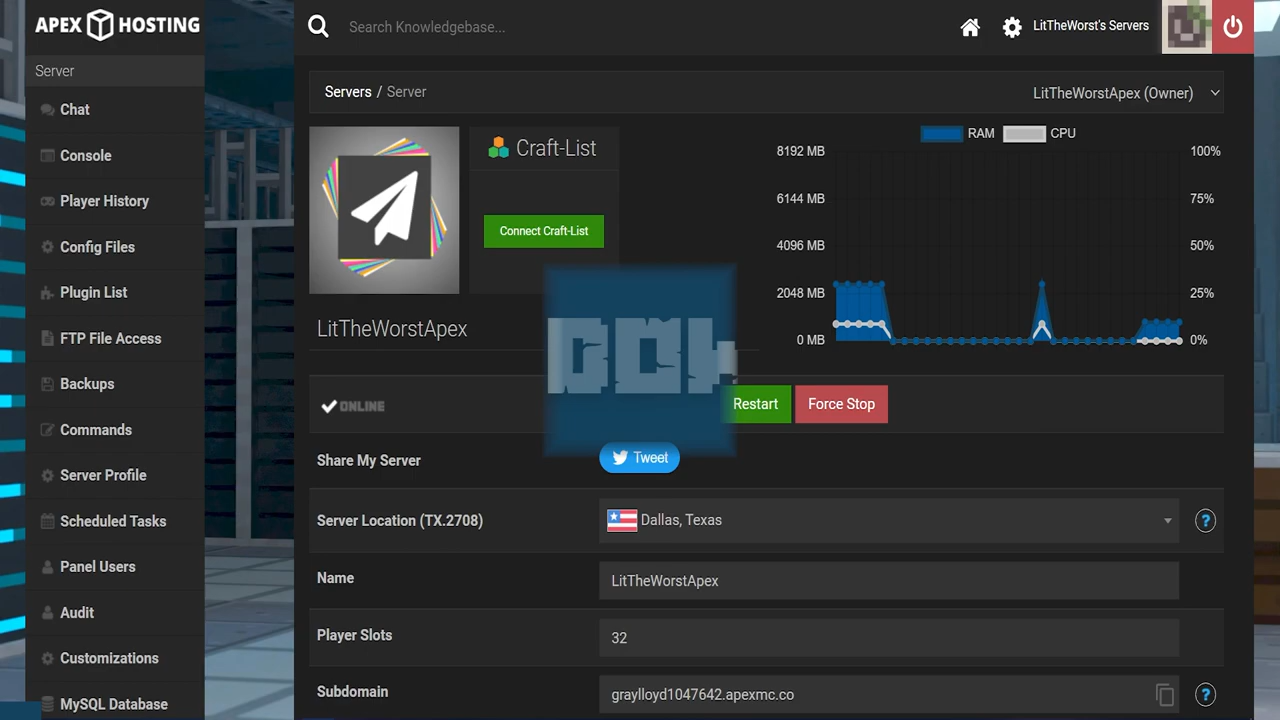 APEX HOSTING
Search Knowledgebase...
LitTheWorst's Servers
Server
Chat
Console
Player History
Config Files
Plugin List
FTP File Access
Backups
Commands
Server Profile
Scheduled Tasks
Panel Users
Audit
Customizations
MySQL Database
Servers / Server
LitTheWorstApex (Owner)
Craft-List
Connect Craft-List
RAM
CPU
8192 MB
6144 MB
4096 MB
2048 MB
0 MB
100%
75%
50%
25%
0%
LitTheWorstApex
ONLINE
Restart
Force Stop
Share My Server
Tweet
Server Location (TX.2708)
Dallas, Texas
?
Name
LitTheWorstApex
Player Slots
32
Subdomain
graylloyd1047642.apexmc.co
?